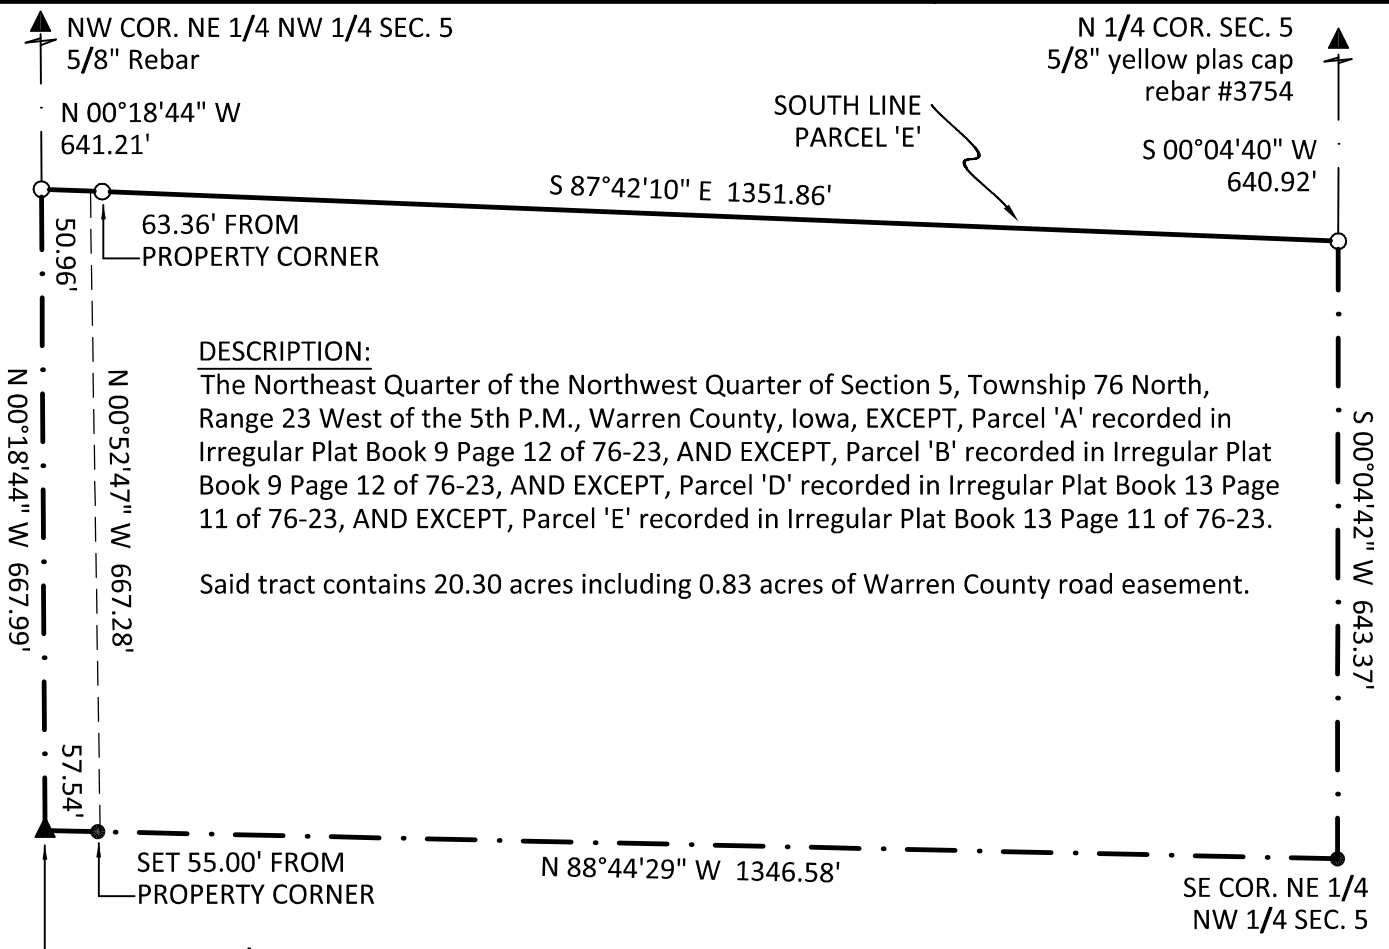 NW COR. NE 1/4 NW 1/4 SEC. 5
5/8" Rebar
N 00°18'44" W
641.21'
N 1/4 COR. SEC. 5
5/8" yellow plas cap
rebar #3754
SOUTH LINE
PARCEL 'E'
S 00°04'40" W
640.92'
S 87°42'10" E 1351.86'
63.36' FROM
PROPERTY CORNER
50.96'
N 00°18'44" W 667.99'
N 00°52'47" W 667.28'
DESCRIPTION:
The Northeast Quarter of the Northwest Quarter of Section 5, Township 76 North,
Range 23 West of the 5th P.M., Warren County, Iowa, EXCEPT, Parcel 'A' recorded in
Irregular Plat Book 9 Page 12 of 76-23, AND EXCEPT, Parcel 'B' recorded in Irregular Plat
Book 9 Page 12 of 76-23, AND EXCEPT, Parcel 'D' recorded in Irregular Plat Book 13 Page
11 of 76-23, AND EXCEPT, Parcel 'E' recorded in Irregular Plat Book 13 Page 11 of 76-23.
Said tract contains 20.30 acres including 0.83 acres of Warren County road easement.
S 00°04'42" W 643.37'
57.54'
SET 55.00' FROM
PROPERTY CORNER
N 88°44'29" W 1346.58'
SE COR. NE 1/4
NW 1/4 SEC. 5